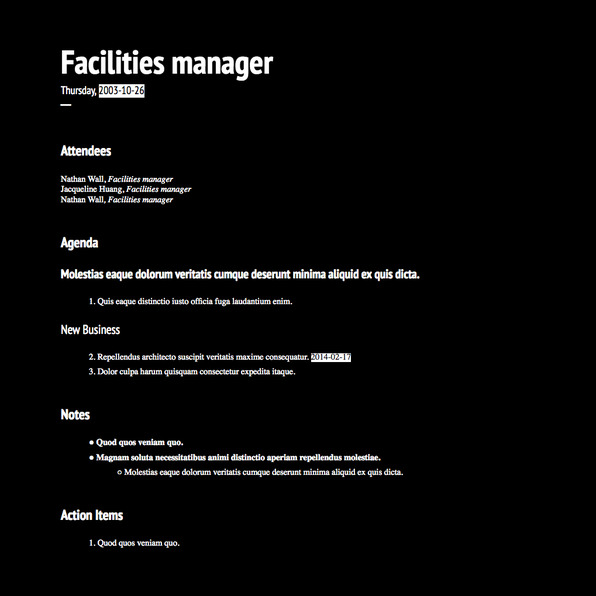 Facilities manager
Thursday, 2003-10-26
Attendees
Nathan Wall, Facilities manager
Jacqueline Huang, Facilities manager
Nathan Wall, Facilities manager
Agenda
Molestias eaque dolorum veritatis cumque deserunt minima aliquid ex quis dicta.
1. Quis eaque distinctio iusto officia fuga laudantium enim.
New Business
2. Repellendus architecto suscipit veritatis maxime consequatur. 2014-02-17
3. Dolor culpa harum quisquam consectetur expedita itaque.
Notes
• Quod quos veniam quo.
• Magnam soluta necessitatibus animi distinctio aperiam repellendus molestiae.
○ Molestias eaque dolorum veritatis cumque deserunt minima aliquid ex quis dicta.
Action Items
1. Quod quos veniam quo.